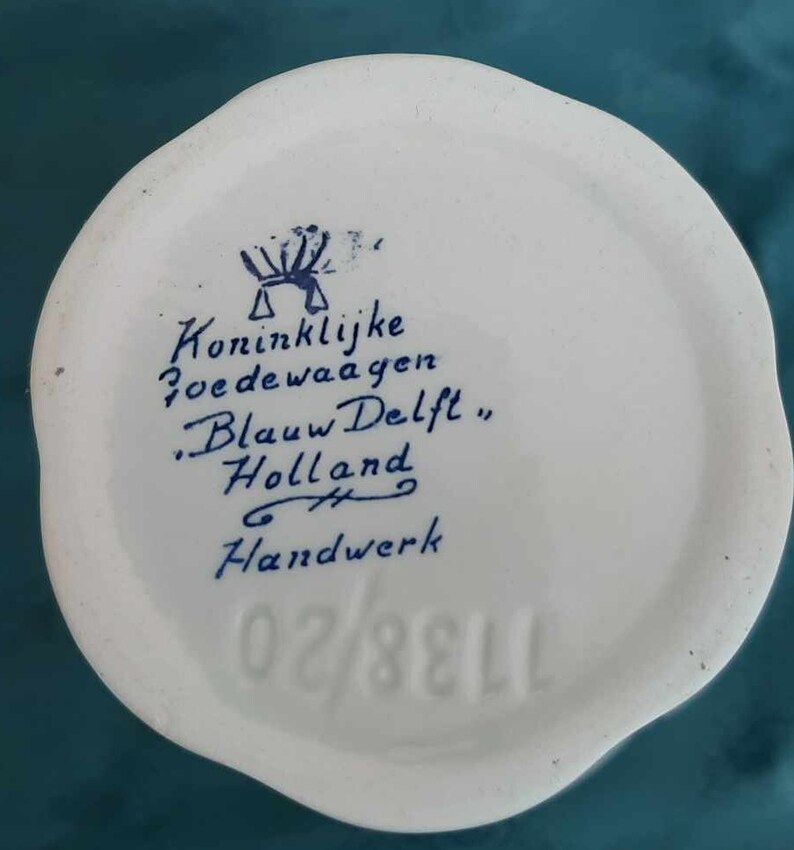 Koninklijke
Goedewaagen
"Blauw Delft"
Holland
Handwerk
1138/20